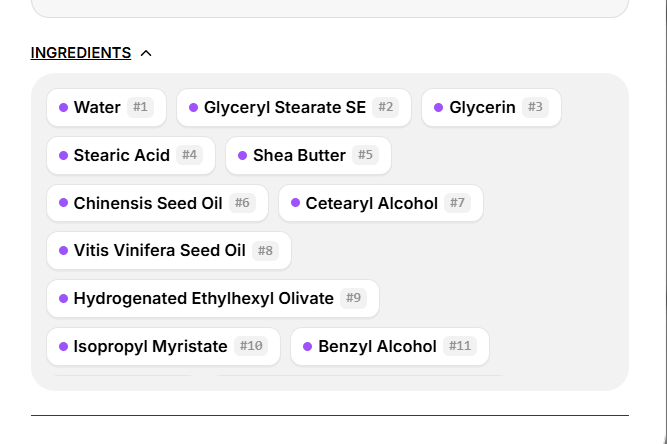 INGREDIENTS
Water #1 Glyceryl Stearate SE #2 Glycerin #3
Stearic Acid #4 Shea Butter #5
Chinensis Seed Oil #6 Cetearyl Alcohol #7
Vitis Vinifera Seed Oil #8
Hydrogenated Ethylhexyl Olivate #9
Isopropyl Myristate #10 Benzyl Alcohol #11